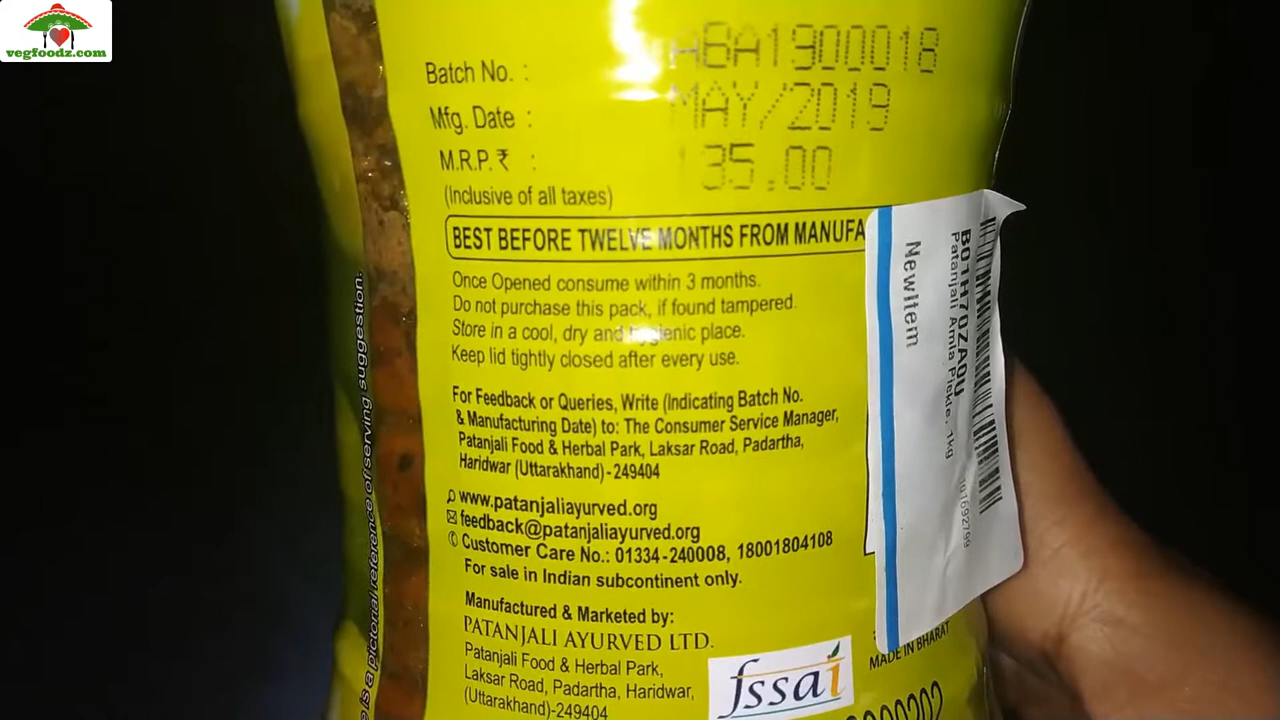 vegfoodz.com
Batch No. : ABA1900018
Mfg. Date : MAY/2019
M.R.P. ₹ : 135.00
(Inclusive of all taxes)
BEST BEFORE TWELVE MONTHS FROM MANUFA
Once Opened consume within 3 months.
Do not purchase this pack, if found tampered.
Store in a cool, dry and hygienic place.
Keep lid tightly closed after every use.
For Feedback or Queries, Write (Indicating Batch No.
& Manufacturing Date) to: The Consumer Service Manager,
Patanjali Food & Herbal Park, Laksar Road, Padartha,
Haridwar (Uttarakhand)-249404
www.patanjaliayurved.org
feedback@patanjaliayurved.org
Customer Care No.: 01334-240008, 18001804108
For sale in Indian subcontinent only.
Manufactured & Marketed by:
PATANJALI AYURVED LTD.
Patanjali Food & Herbal Park,
Laksar Road, Padartha, Haridwar,
(Uttarakhand)-249404
fssai
MADE IN BHARAT
B01H70ZA0U
Patanjali Amla Pickle, 1kg
NewItem
is a pictorial reference of serving suggestion.